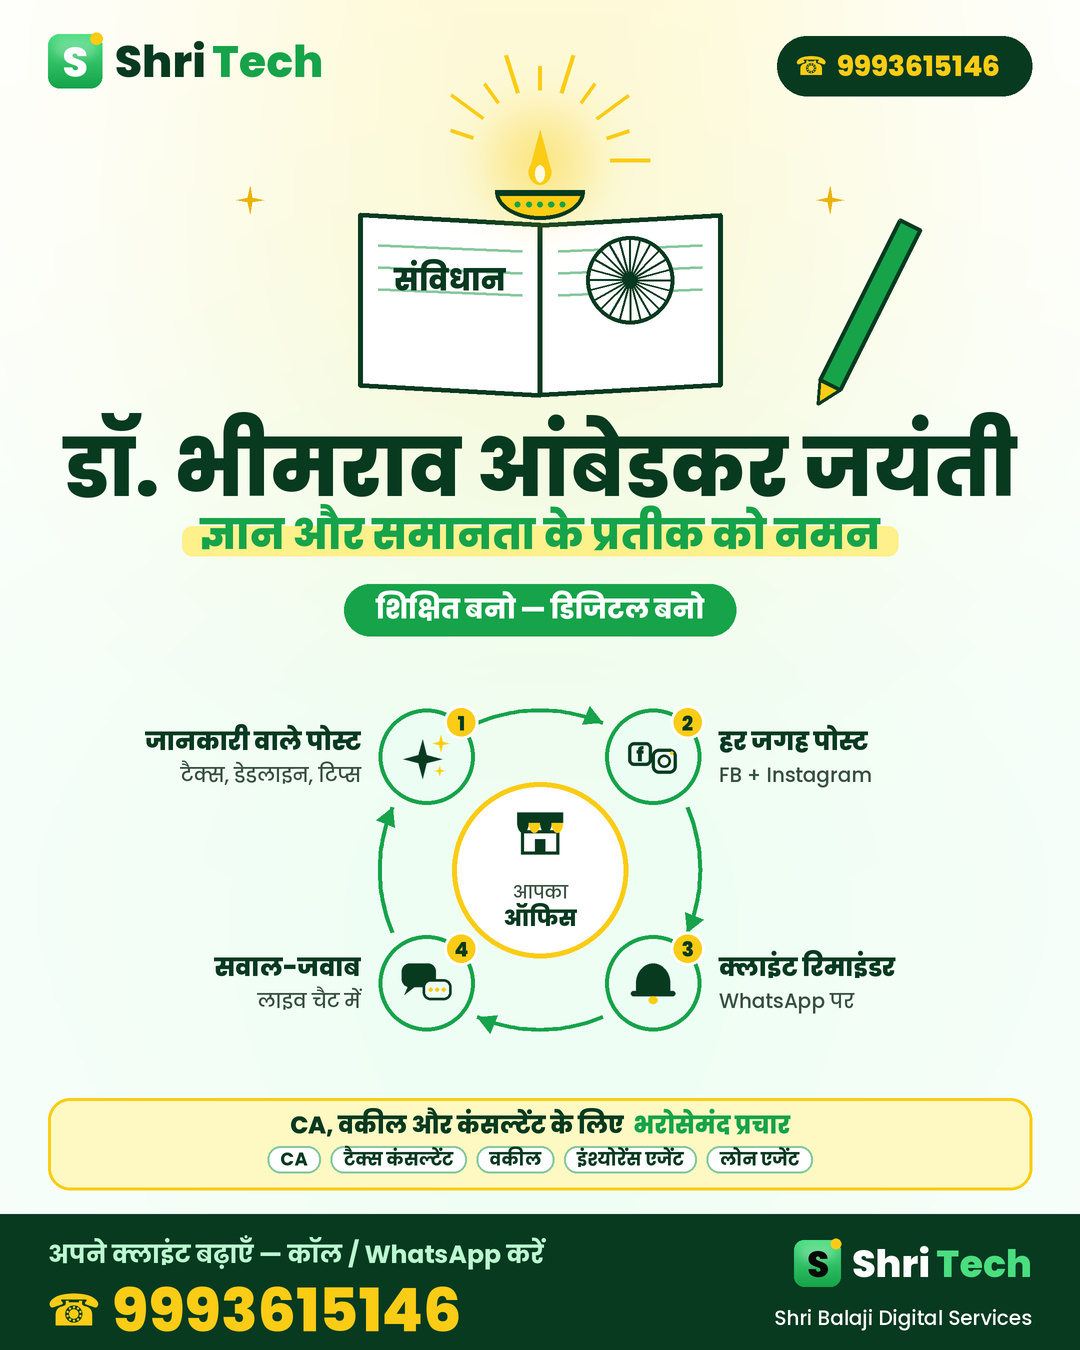 S Shri Tech
☎ 9993615146
संविधान
डॉ. भीमराव आंबेडकर जयंती
ज्ञान और समानता के प्रतीक को नमन
शिक्षित बनो — डिजिटल बनो
1
जानकारी वाले पोस्ट
टैक्स, डेडलाइन, टिप्स
2
हर जगह पोस्ट
FB + Instagram
आपका
ऑफिस
4
सवाल-जवाब
लाइव चैट में
3
क्लाइंट रिमाइंडर
WhatsApp पर
CA, वकील और कंसल्टेंट के लिए भरोसेमंद प्रचार
CA टैक्स कंसल्टेंट वकील इंश्योरेंस एजेंट लोन एजेंट
अपने क्लाइंट बढ़ाएँ — कॉल / WhatsApp करें
☎ 9993615146
S Shri Tech
Shri Balaji Digital Services